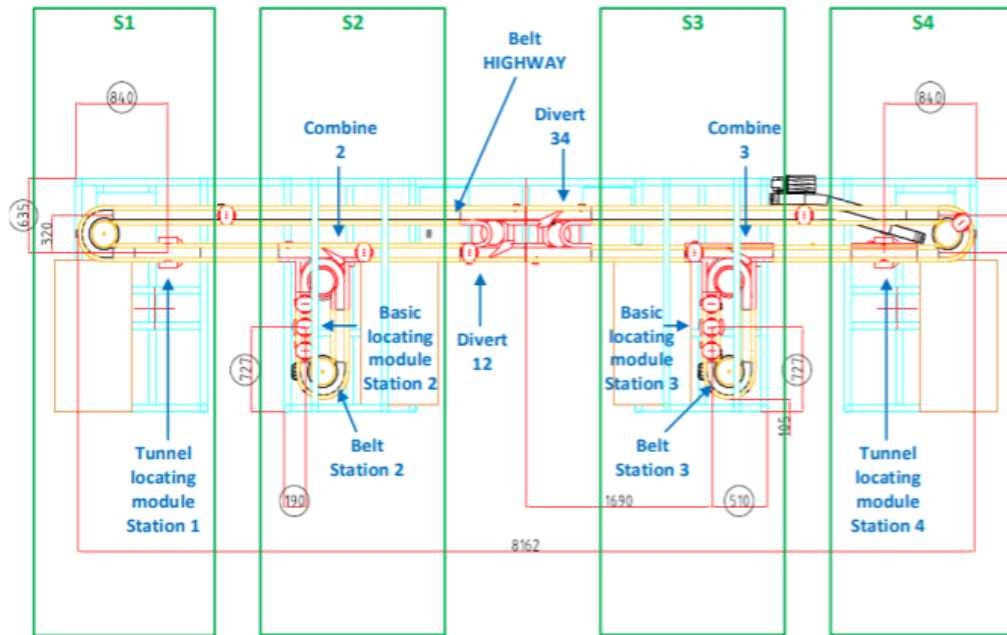 S1
S2
S3
S4
Belt
HIGHWAY
Divert
34
Combine
2
Combine
3
840
840
635
320
Basic
locating
module
Station 2
Divert
12
Basic
locating
module
Station 3
727
727
105
Tunnel
locating
module
Station 1
Belt
Station 2
Belt
Station 3
Tunnel
locating
module
Station 4
190
1690
510
8162